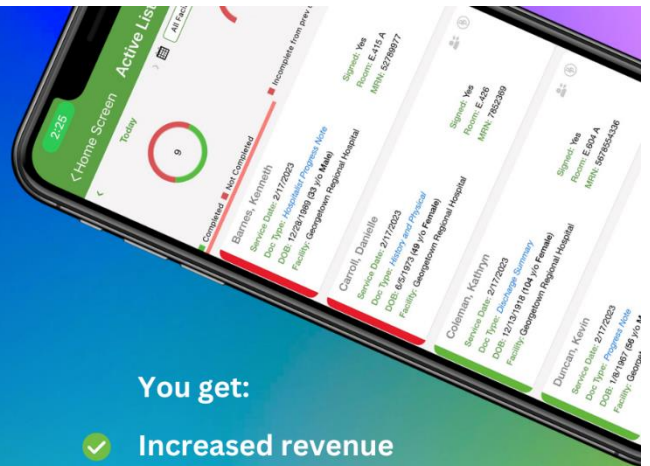 2:25
Home Screen
Active List
Today
All Faci
9
Completed
Not Completed
Incomplete from prev
Barnes, Kenneth
Service Date: 2/17/2023
Doc Type: Hospitalist Progress Note
DOB: 12/28/1989 (33 y/o Male)
Facility: Georgetown Regional Hospital
Signed: Yes
Room: E.415 A
MRN: 52789977
Carroll, Danielle
Service Date: 2/17/2023
Doc Type: History and Physical
DOB: 6/5/1973 (49 y/o Female)
Facility: Georgetown Regional Hospital
Signed: Yes
Room: E.426
MRN: 7852369
Coleman, Kathryn
Service Date: 2/17/2023
Doc Type: Discharge Summary
DOB: 12/13/1918 (104 y/o Female)
Facility: Georgetown Regional Hospital
Signed: Yes
Room: E.604 A
MRN: 5678554336
Duncan, Kevin
Service Date: 2/17/2023
Doc Type: Progress Note
DOB: 1/8/1967 (56 y/o M
Facility: Georget
You get:
Increased revenue